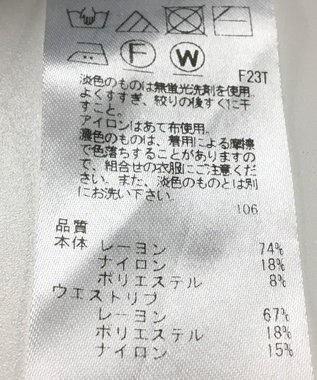 F W
F23T
淡色のものは無蛍光洗剤を使用
よくすすぎ、絞りの後すぐに干
すこと。
アイロンはあて布使用。
濃色のものは、着用による摩擦
で色落ちすることがありますの
で、組合せの衣服にご注意くだ
さい。また、淡色のものとは別
にお洗い下さい。
106
品質
本体 レーヨン 74%
ナイロン 18%
ポリエステル 8%
ウエストリブ
レーヨン 67%
ポリエステル 18%
ナイロン 15%